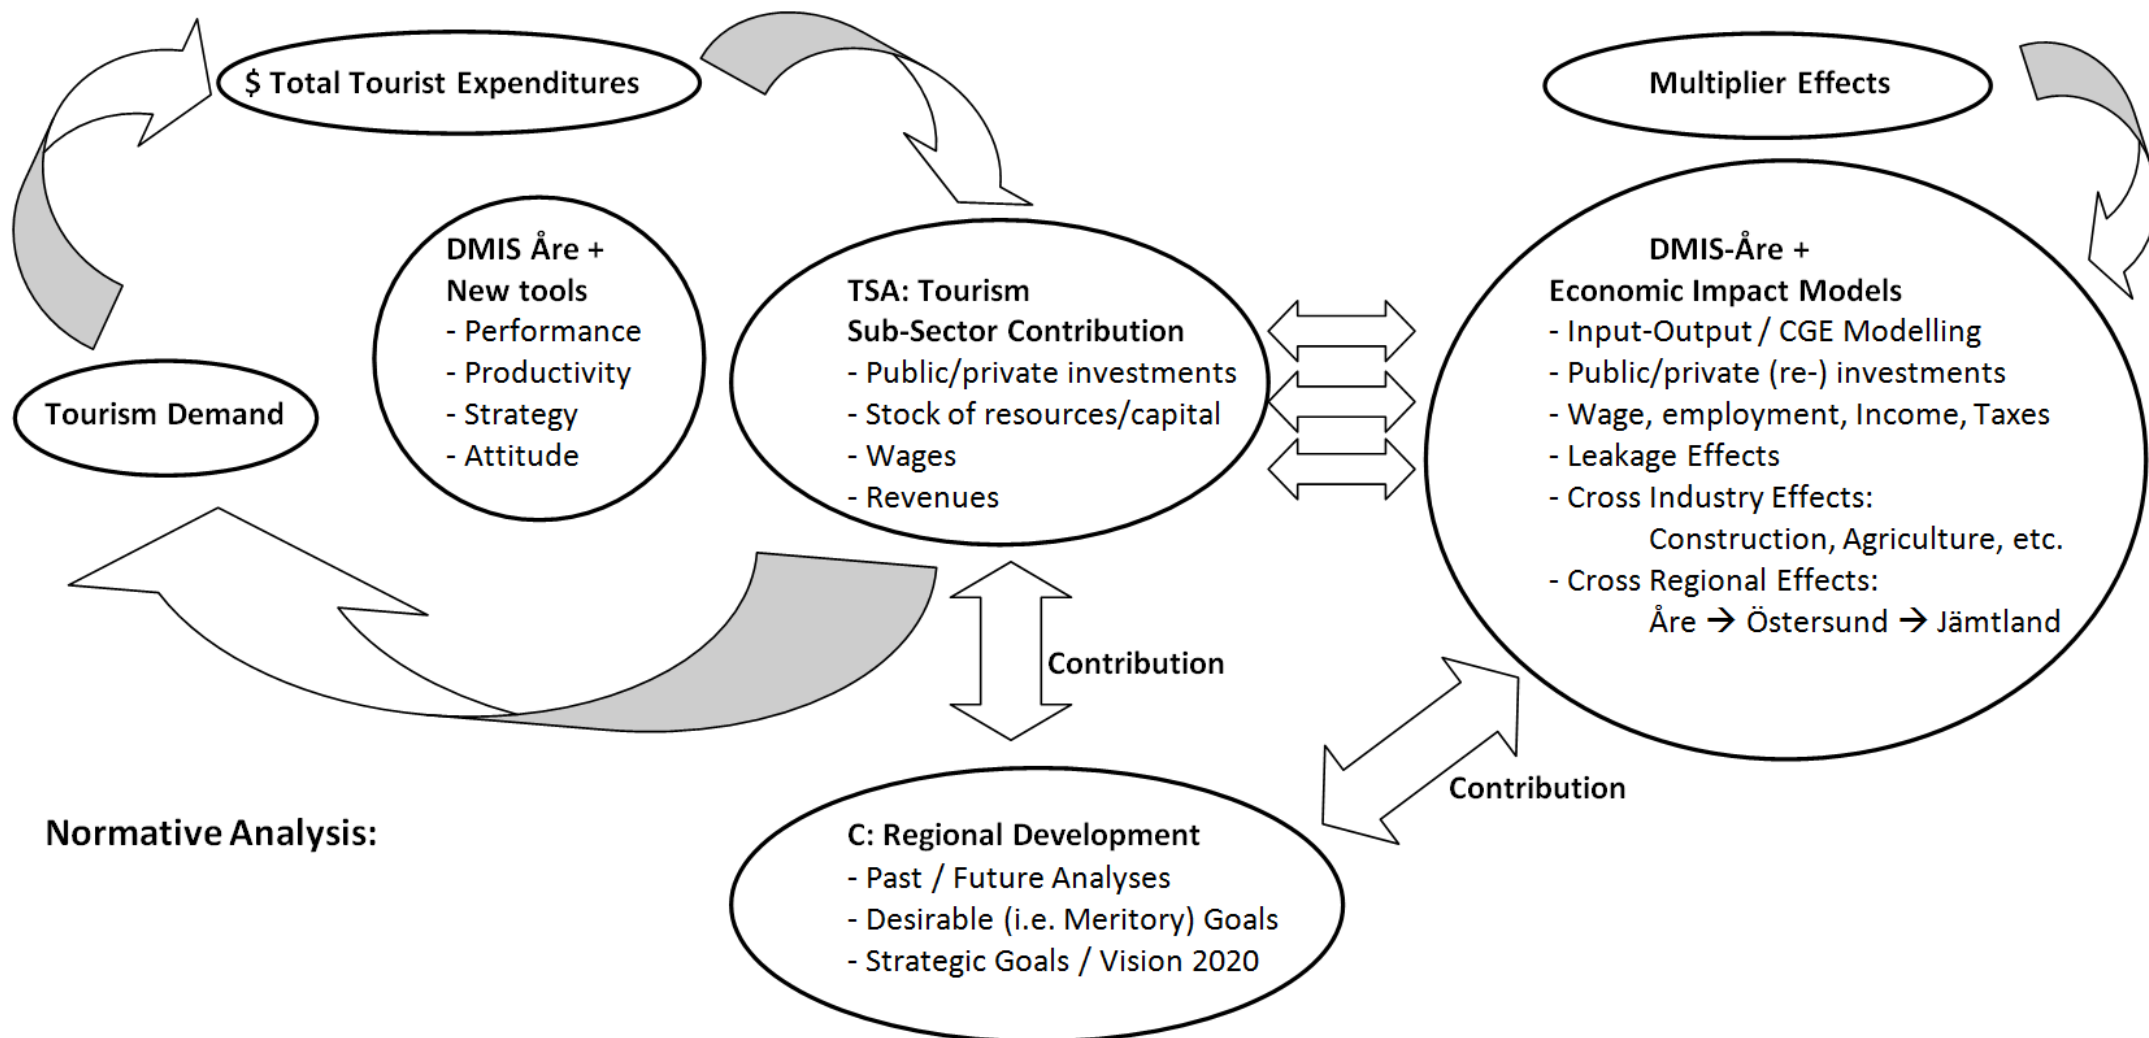 $ Total Tourist Expenditures
Multiplier Effects
Tourism Demand
DMIS Åre +
New tools
- Performance
- Productivity
- Strategy
- Attitude
TSA: Tourism
Sub-Sector Contribution
- Public/private investments
- Stock of resources/capital
- Wages
- Revenues
DMIS-Åre +
Economic Impact Models
- Input-Output / CGE Modelling
- Public/private (re-) investments
- Wage, employment, Income, Taxes
- Leakage Effects
- Cross Industry Effects:
Construction, Agriculture, etc.
- Cross Regional Effects:
Åre → Östersund → Jämtland
Contribution
Contribution
Normative Analysis:
C: Regional Development
- Past / Future Analyses
- Desirable (i.e. Meritory) Goals
- Strategic Goals / Vision 2020